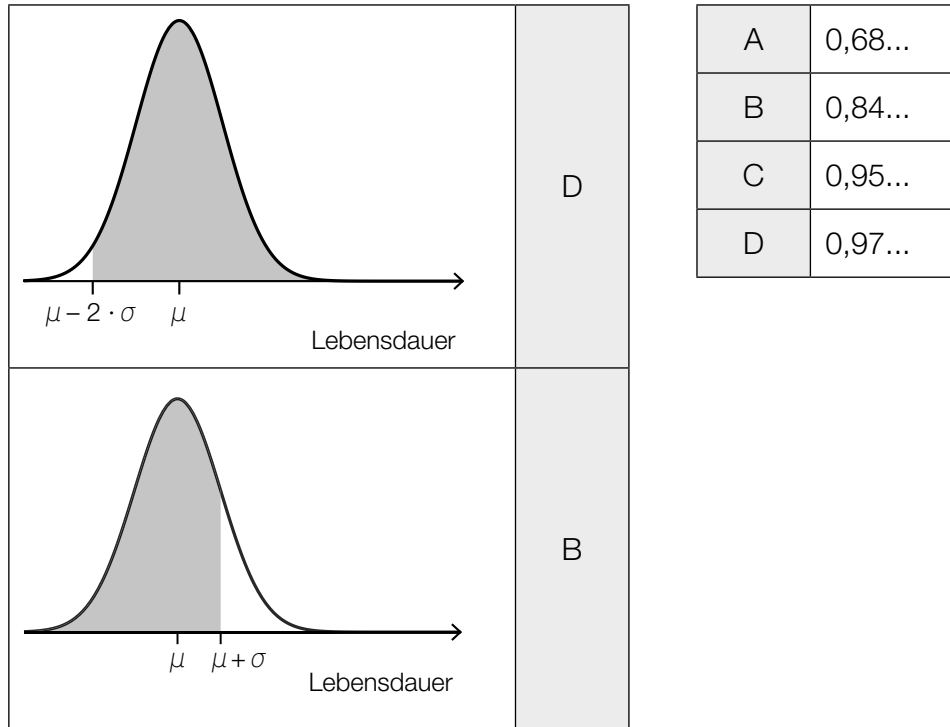 D
μ – 2 · σ μ
Lebensdauer
B
μ μ + σ
Lebensdauer
A 0,68...
B 0,84...
C 0,95...
D 0,97...